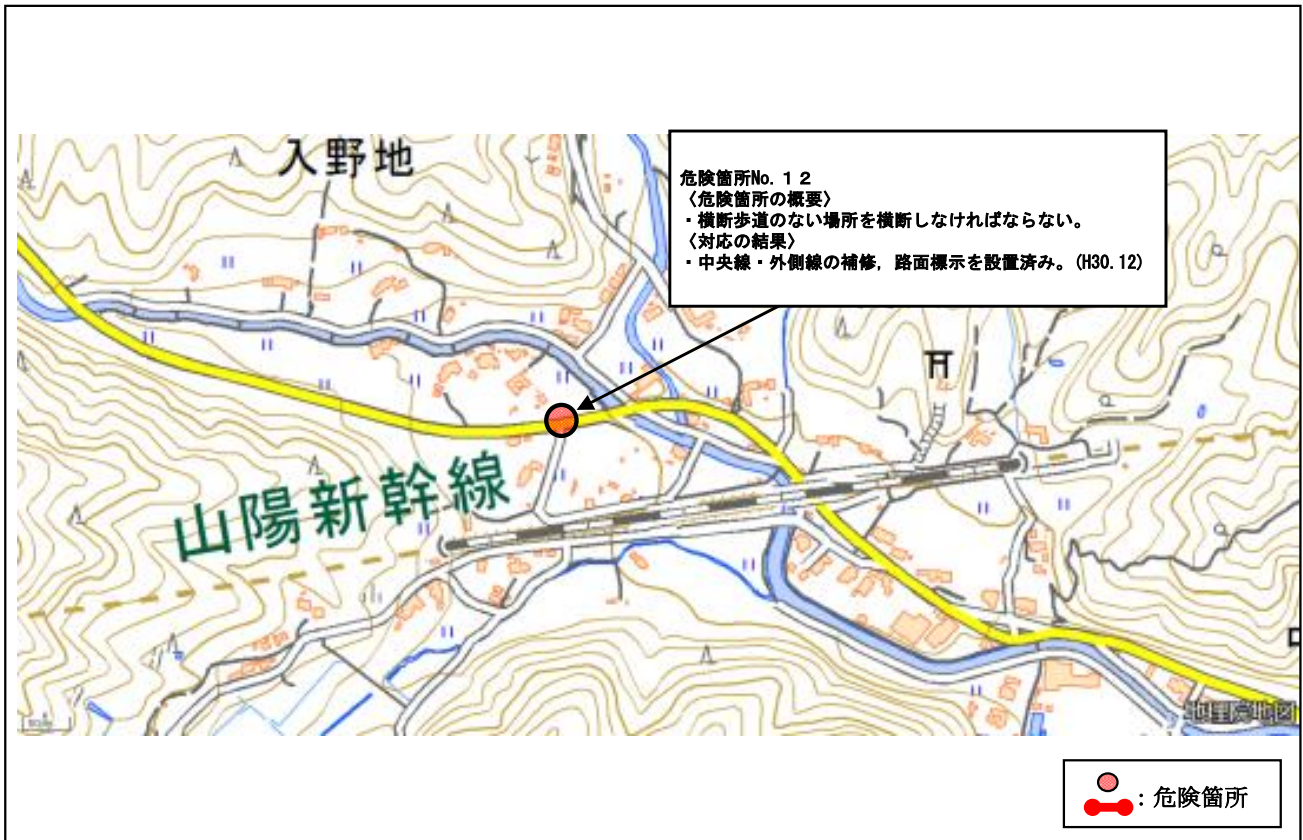 入野地
危険箇所No. 12
〈危険箇所の概要〉
・横断歩道のない場所を横断しなければならない。
〈対応の結果〉
・中央線・外側線の補修, 路面標示を設置済み。(H30.12)
山陽新幹線
地理院地図
：危険箇所